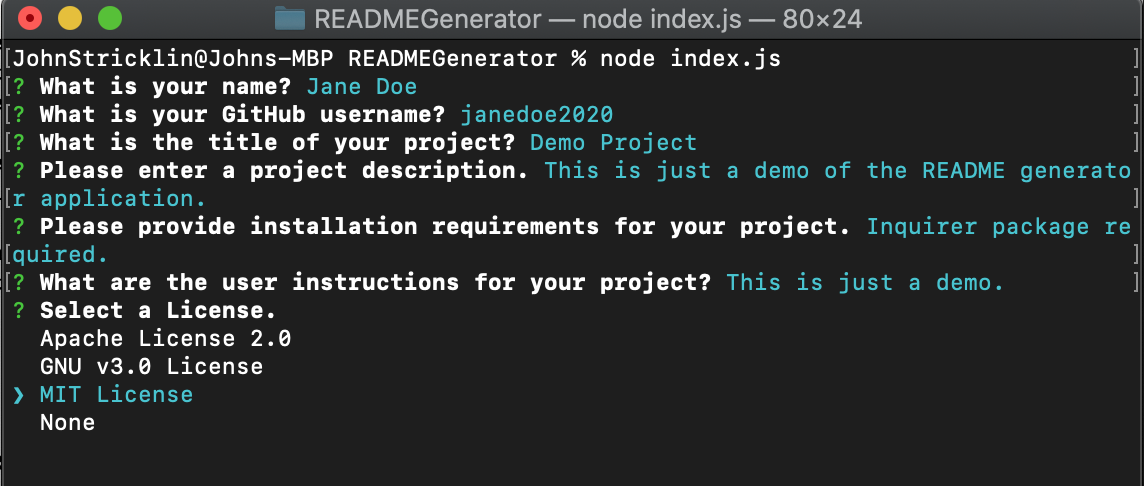 READMEGenerator — node index.js — 80×24
[JohnStricklin@Johns-MBP READMEGenerator % node index.js ]
[? What is your name? Jane Doe ]
[? What is your GitHub username? janedoe2020 ]
[? What is the title of your project? Demo Project ]
? Please enter a project description. This is just a demo of the README generato
[r application. ]
? Please provide installation requirements for your project. Inquirer package re
[quired. ]
[? What are the user instructions for your project? This is just a demo. ]
? Select a License.
Apache License 2.0
GNU v3.0 License
❯ MIT License
None